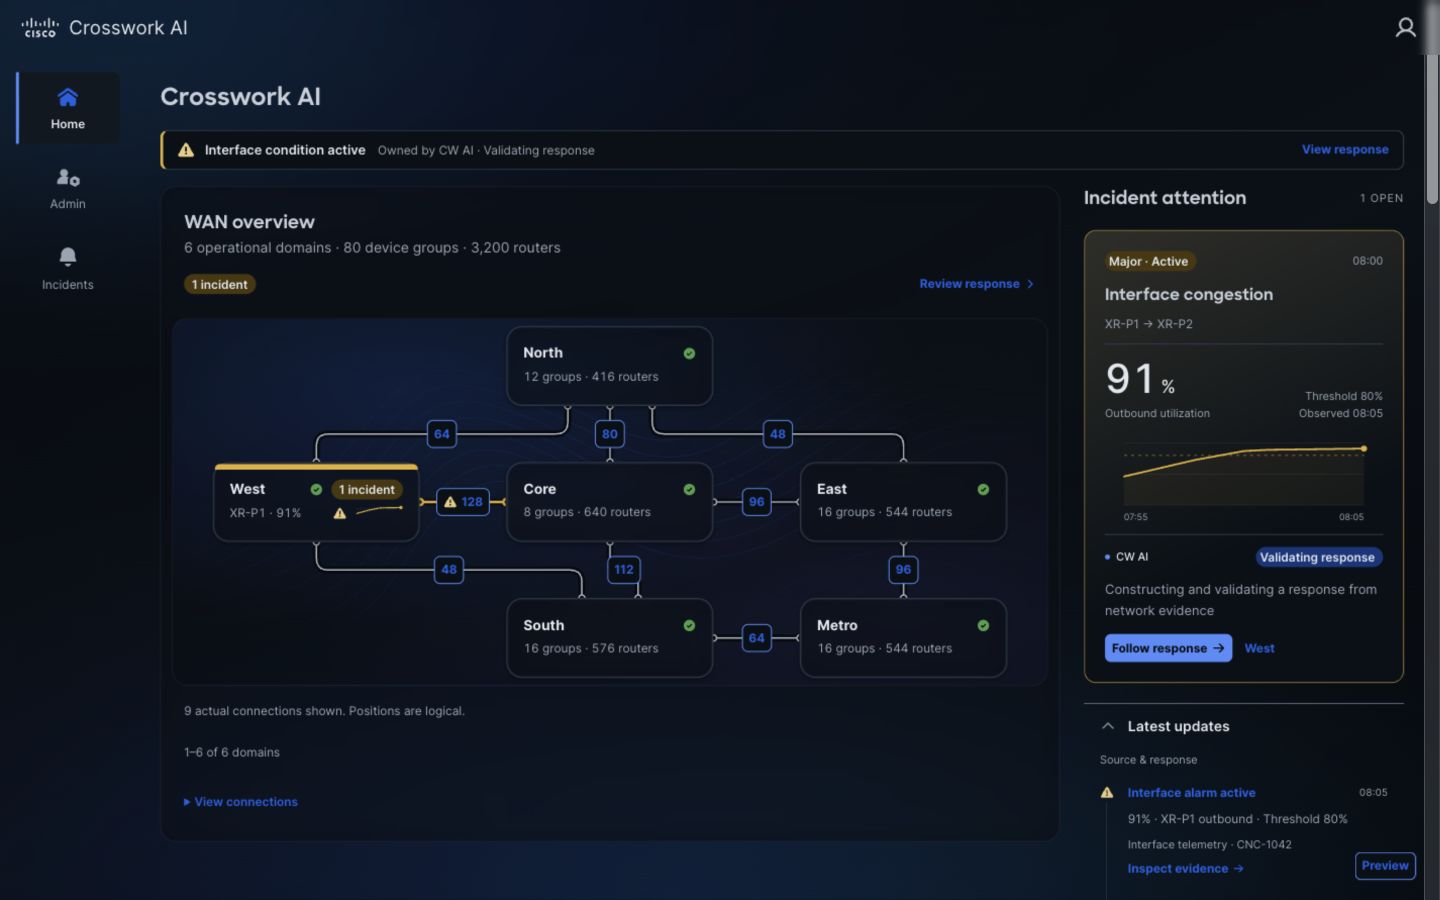 CISCO Crosswork AI
Home
Admin
Incidents
Crosswork AI
Interface condition active Owned by CW AI · Validating response View response
WAN overview
6 operational domains · 80 device groups · 3,200 routers
1 incident Review response
North
12 groups · 416 routers
64 80 48
West 1 incident
XR-P1 · 91%
128
Core
8 groups · 640 routers
96
East
16 groups · 544 routers
48 112 96
South
16 groups · 576 routers
64
Metro
16 groups · 544 routers
9 actual connections shown. Positions are logical.
1–6 of 6 domains
View connections
Incident attention 1 OPEN
Major · Active 08:00
Interface congestion
XR-P1 → XR-P2
91 %
Outbound utilization
Threshold 80%
Observed 08:05
07:55 08:05
CW AI Validating response
Constructing and validating a response from
network evidence
Follow response → West
Latest updates
Source & response
Interface alarm active 08:05
91% · XR-P1 outbound · Threshold 80%
Interface telemetry · CNC-1042
Inspect evidence →
Preview